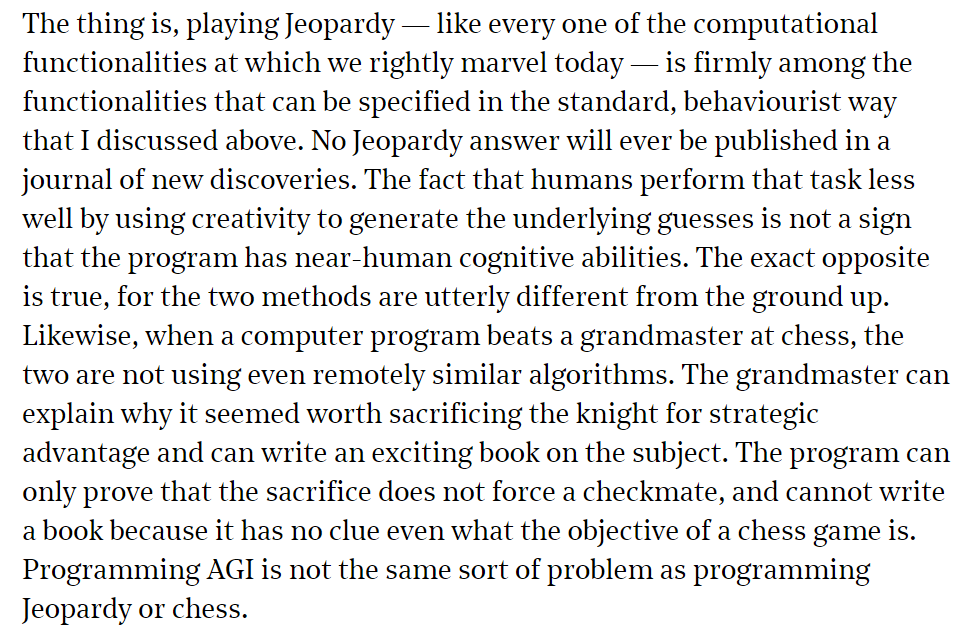 The thing is, playing Jeopardy — like every one of the computational
functionalities at which we rightly marvel today — is firmly among the
functionalities that can be specified in the standard, behaviourist way
that I discussed above. No Jeopardy answer will ever be published in a
journal of new discoveries. The fact that humans perform that task less
well by using creativity to generate the underlying guesses is not a sign
that the program has near-human cognitive abilities. The exact opposite
is true, for the two methods are utterly different from the ground up.
Likewise, when a computer program beats a grandmaster at chess, the
two are not using even remotely similar algorithms. The grandmaster can
explain why it seemed worth sacrificing the knight for strategic
advantage and can write an exciting book on the subject. The program can
only prove that the sacrifice does not force a checkmate, and cannot write
a book because it has no clue even what the objective of a chess game is.
Programming AGI is not the same sort of problem as programming
Jeopardy or chess.